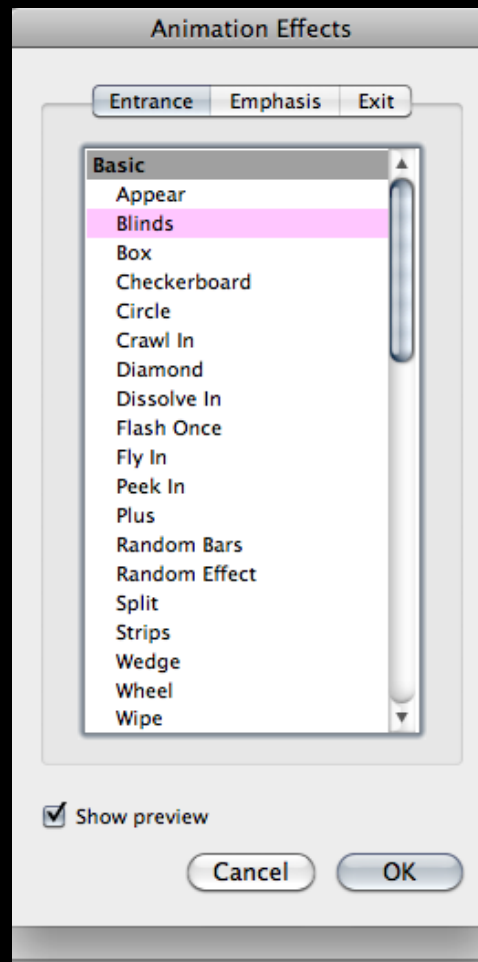 Animation Effects
Entrance Emphasis Exit
Basic
Appear
Blinds
Box
Checkerboard
Circle
Crawl In
Diamond
Dissolve In
Flash Once
Fly In
Peek In
Plus
Random Bars
Random Effect
Split
Strips
Wedge
Wheel
Wipe
Show preview
Cancel OK